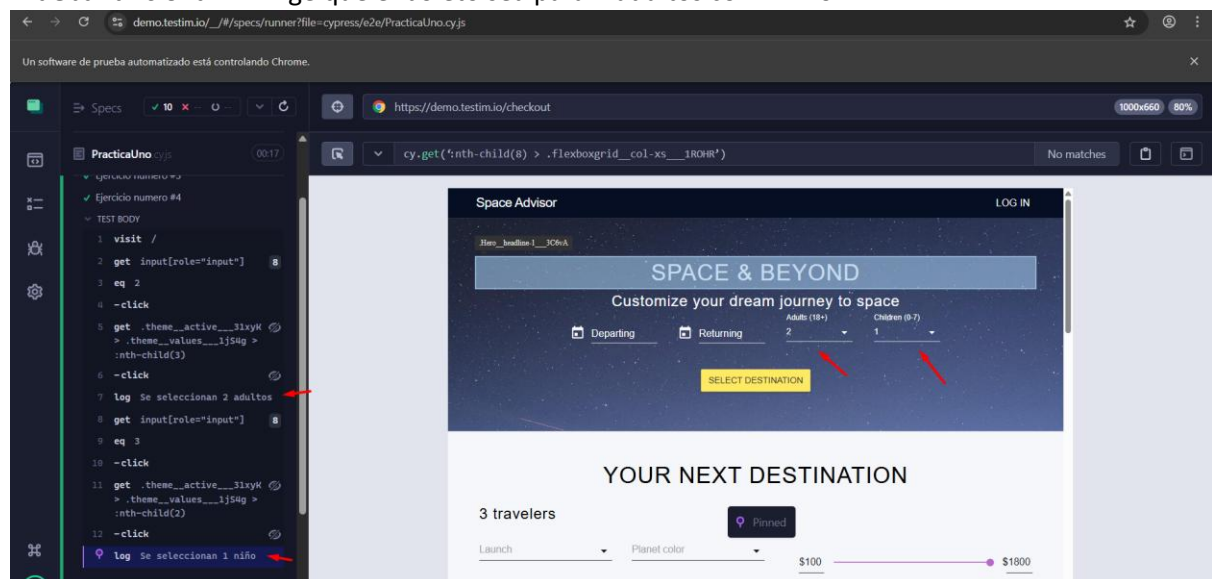 demo.testim.io/__/#/specs/runner?file=cypress/e2e/PracticaUno.cy.js
Un software de prueba automatizado está controlando Chrome.
Specs
10
--
--
https://demo.testim.io/checkout
1000x660
80%
PracticaUno cy.js
00:17
cy.get(':nth-child(8) > .flexboxgrid__col-xs___1ROHR')
No matches
Ejercicio numero #4
TEST BODY
1 visit /
2 get input[role="input"] 8
3 eq 2
4 -click
5 get .theme__active___31xyK
> .theme__values___1jS4g >
:nth-child(3)
6 -click
7 log Se seleccionan 2 adultos
8 get input[role="input"] 8
9 eq 3
10 -click
11 get .theme__active___31xyK
> .theme__values___1jS4g >
:nth-child(2)
12 -click
log Se seleccionan 1 niño
Space Advisor
LOG IN
SPACE & BEYOND
Customize your dream journey to space
Adults (18+)
Children (0-7)
Departing
Returning
2
1
SELECT DESTINATION
YOUR NEXT DESTINATION
3 travelers
Pinned
Launch
Planet color
$100
$1800